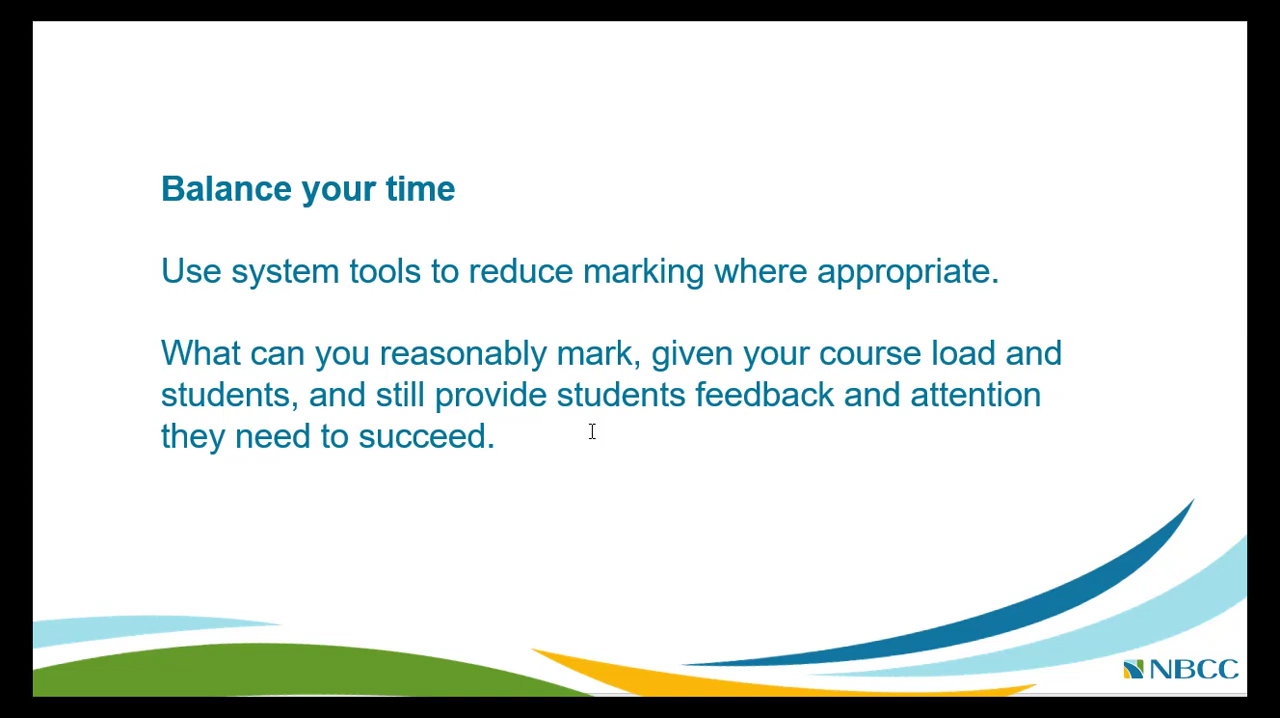 Balance your time
Use system tools to reduce marking where appropriate.
What can you reasonably mark, given your course load and
students, and still provide students feedback and attention
they need to succeed.
NBCC